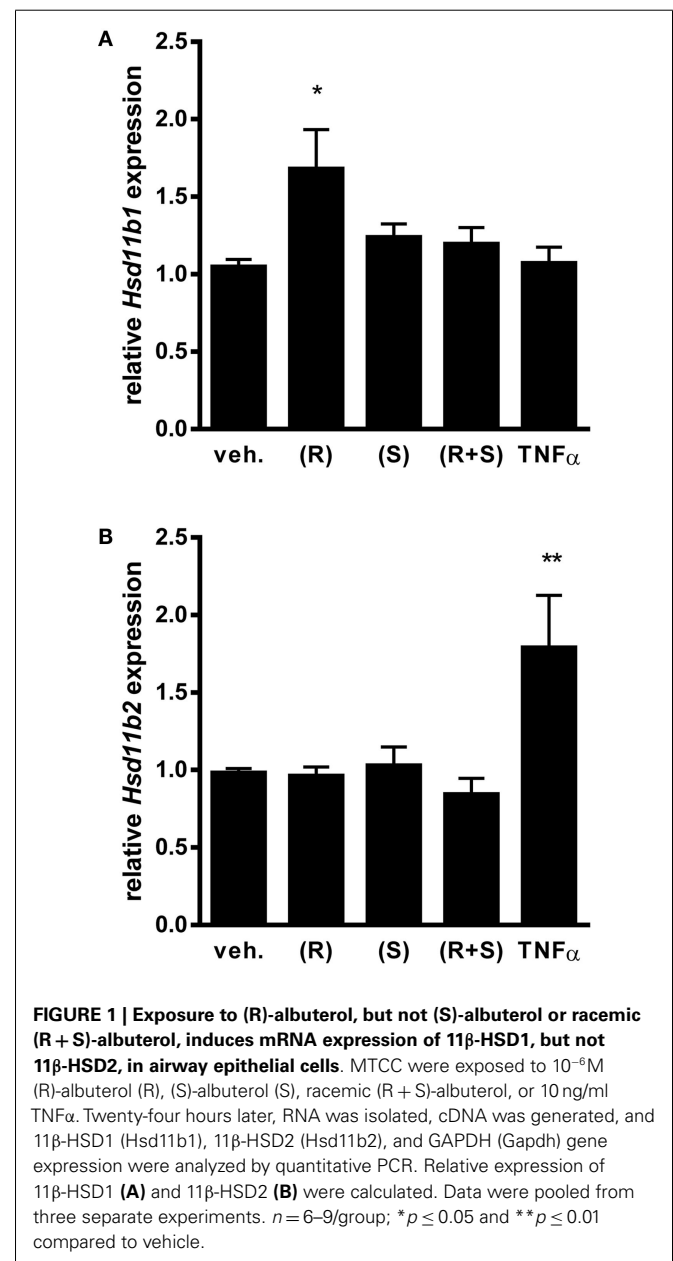 A
2.5
2.0
1.5
1.0
0.5
0.0
relative Hsd11b1 expression
*
veh. (R) (S) (R+S) TNFα
B
2.5
2.0
1.5
1.0
0.5
0.0
relative Hsd11b2 expression
**
veh. (R) (S) (R+S) TNFα
FIGURE 1 | Exposure to (R)-albuterol, but not (S)-albuterol or racemic
(R + S)-albuterol, induces mRNA expression of 11β-HSD1, but not
11β-HSD2, in airway epithelial cells. MTCC were exposed to 10⁻⁶M
(R)-albuterol (R), (S)-albuterol (S), racemic (R + S)-albuterol, or 10 ng/ml
TNFα. Twenty-four hours later, RNA was isolated, cDNA was generated, and
11β-HSD1 (Hsd11b1), 11β-HSD2 (Hsd11b2), and GAPDH (Gapdh) gene
expression were analyzed by quantitative PCR. Relative expression of
11β-HSD1 (A) and 11β-HSD2 (B) were calculated. Data were pooled from
three separate experiments. n = 6–9/group; *p ≤ 0.05 and **p ≤ 0.01
compared to vehicle.